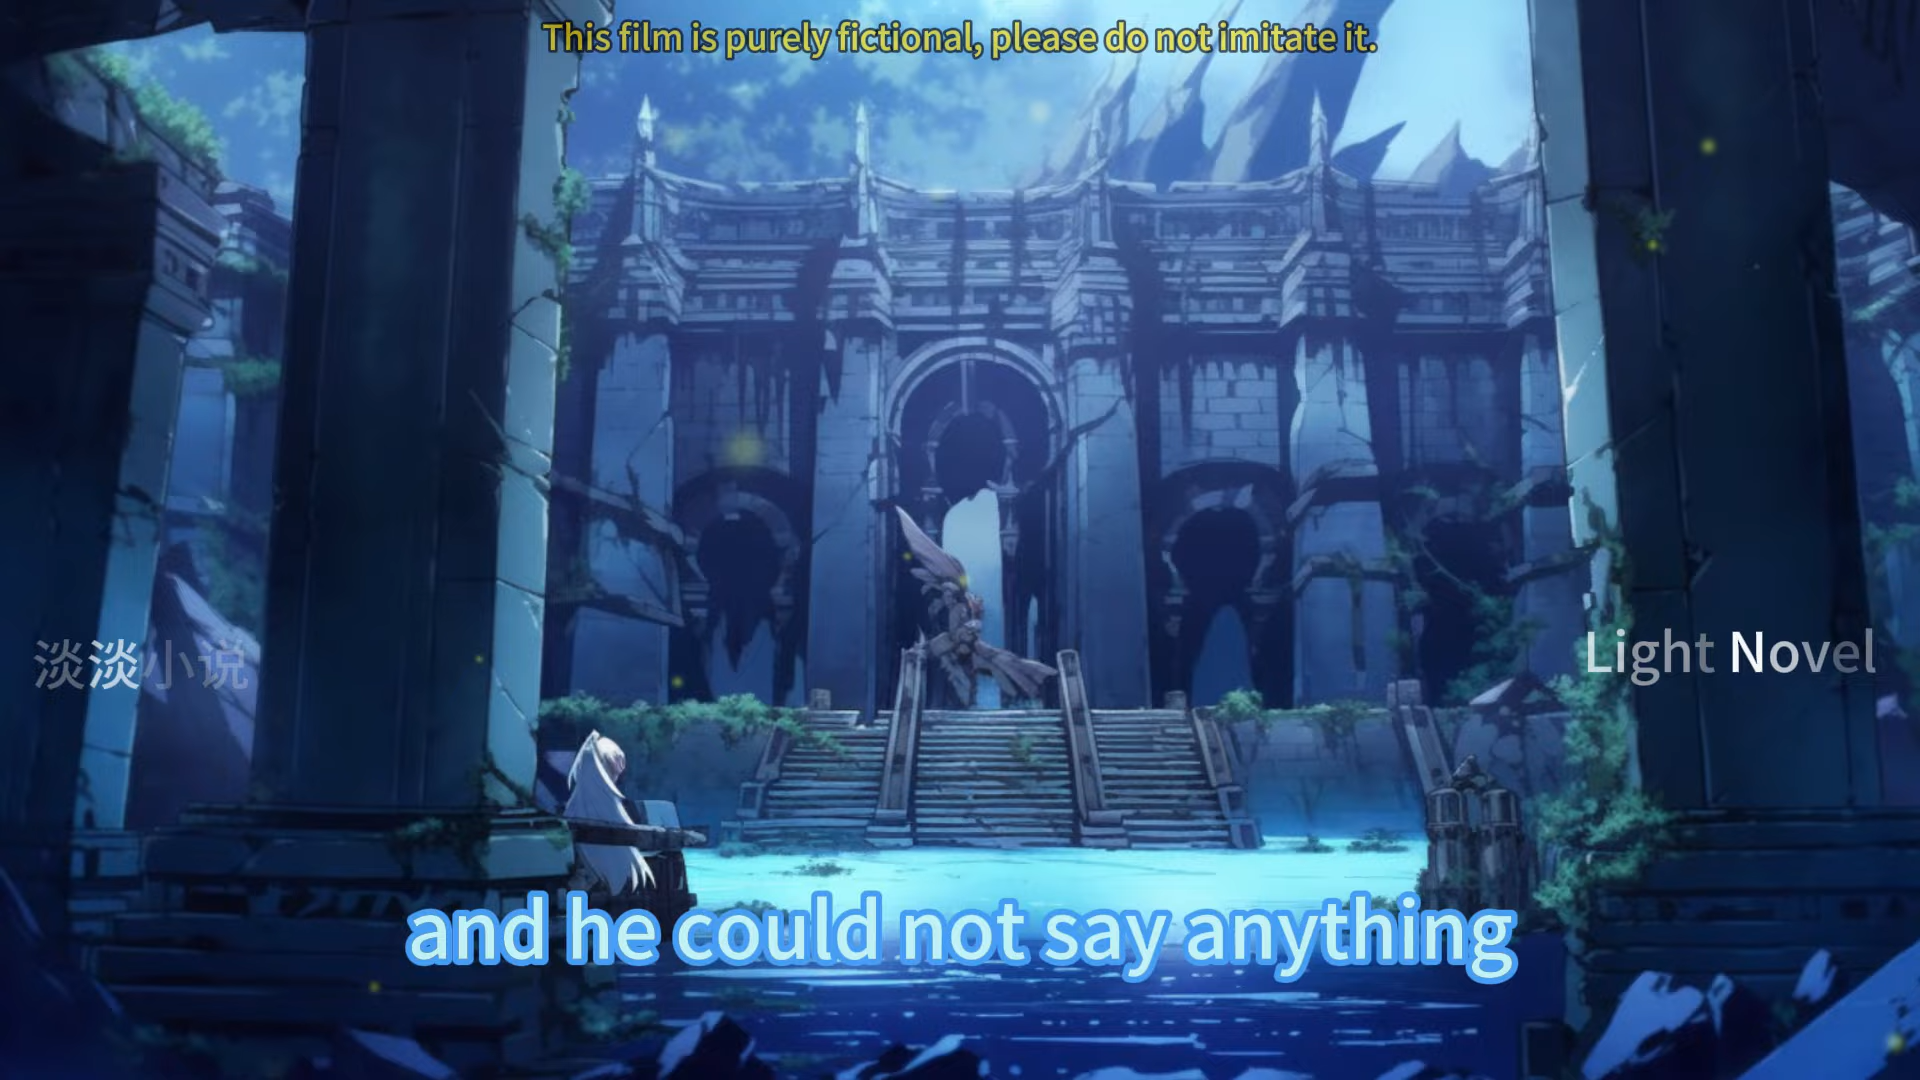 This film is purely fictional, please do not imitate it.
淡淡小说
Light Novel
and he could not say anything